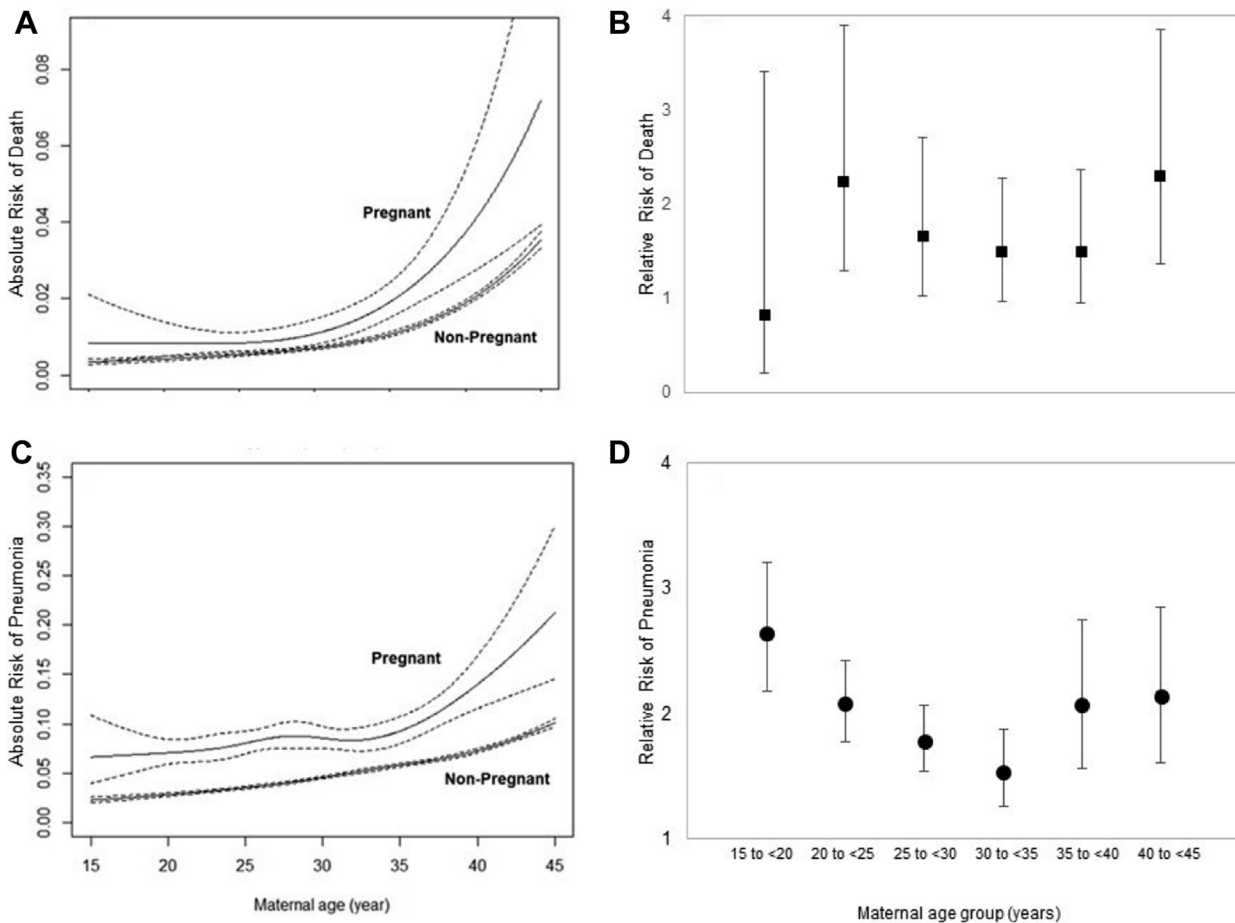 A
Absolute Risk of Death
0.08
0.06
0.04
0.02
0.00
Pregnant
Non-Pregnant
B
Relative Risk of Death
4
3
2
1
0
C
Absolute Risk of Pneumonia
0.35
0.30
0.25
0.20
0.15
0.10
0.05
0.00
Pregnant
Non-Pregnant
15 20 25 30 35 40 45
Maternal age (year)
D
Relative Risk of Pneumonia
4
3
2
1
15 to <20 20 to <25 25 to <30 30 to <35 35 to <40 40 to <45
Maternal age group (years)